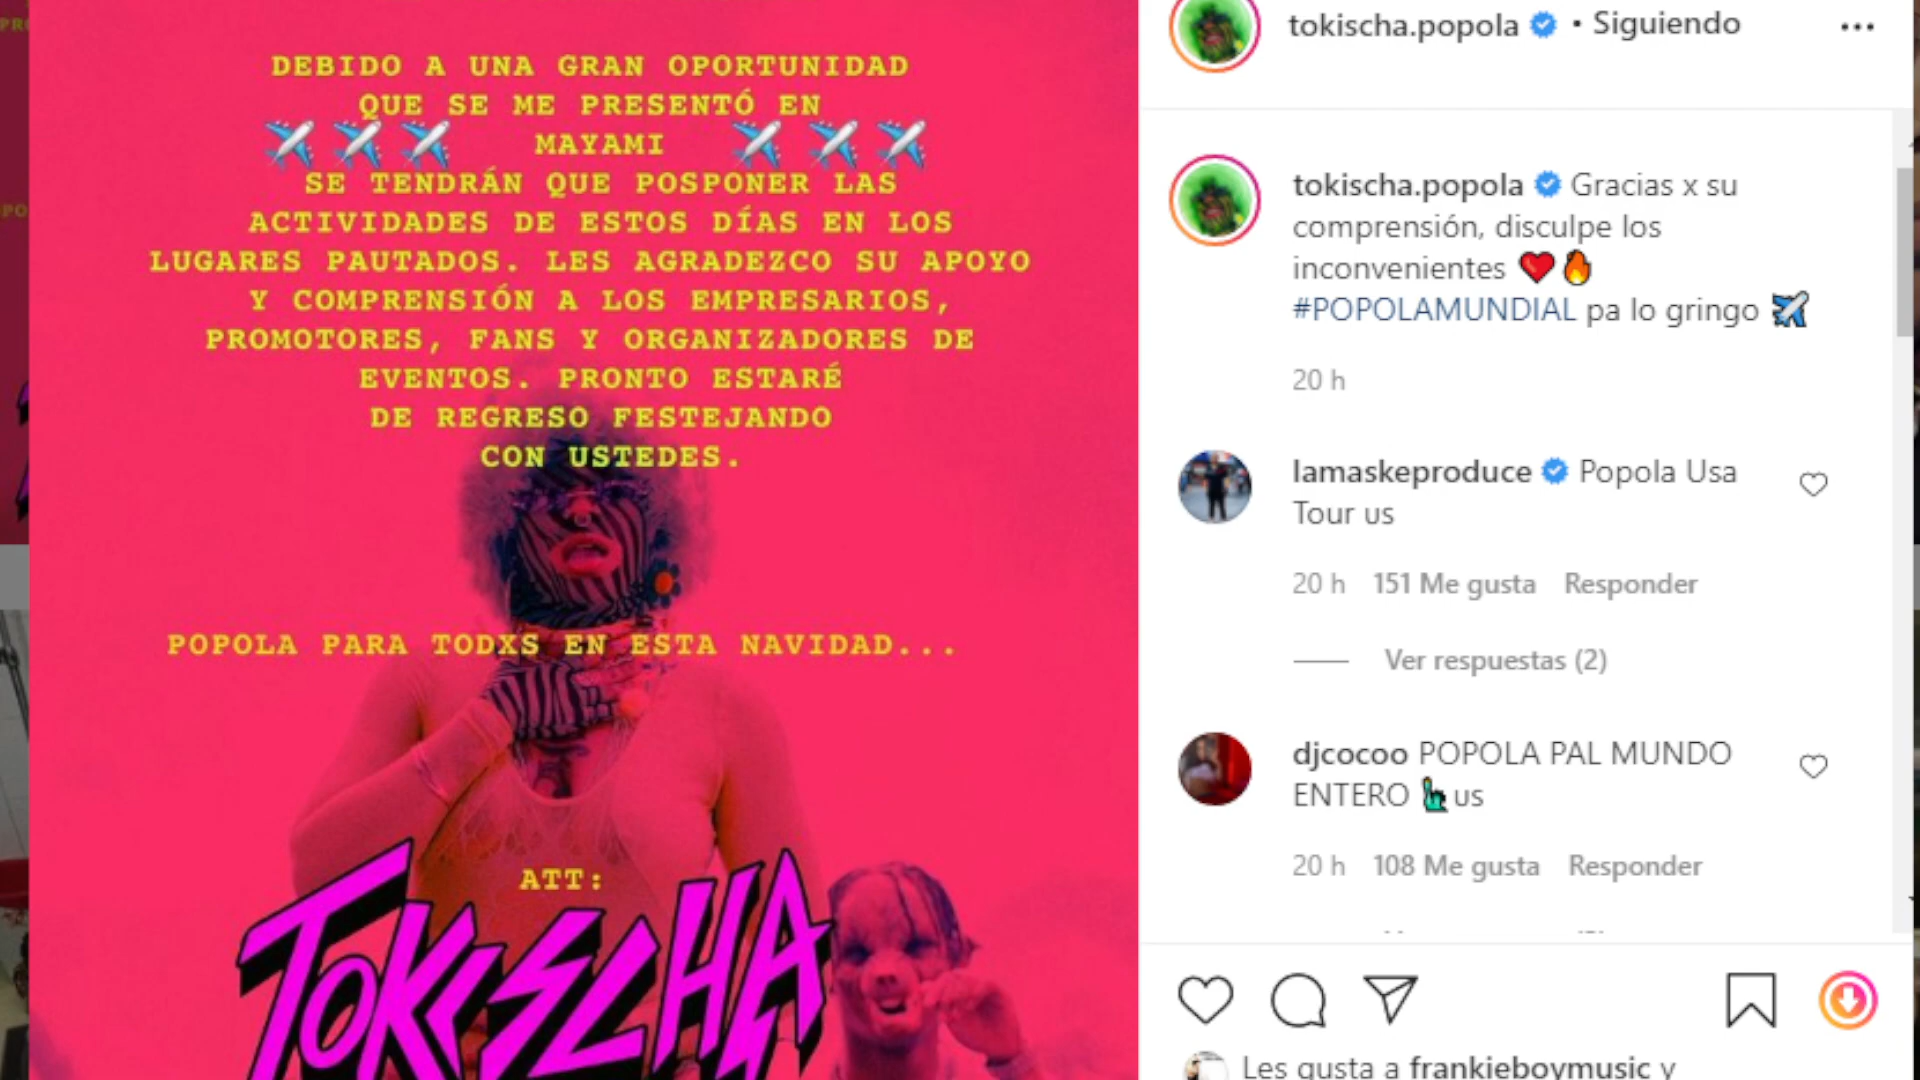 DEBIDO A UNA GRAN OPORTUNIDAD
QUE SE ME PRESENTÓ EN
MAYAMI
SE TENDRÁN QUE POSPONER LAS
ACTIVIDADES DE ESTOS DÍAS EN LOS
LUGARES PAUTADOS. LES AGRADEZCO SU APOYO
Y COMPRENSIÓN A LOS EMPRESARIOS,
PROMOTORES, FANS Y ORGANIZADORES DE
EVENTOS. PRONTO ESTARÉ
DE REGRESO FESTEJANDO
CON USTEDES.
POPOLA PARA TODXS EN ESTA NAVIDAD...
ATT:
TOKISCHA
tokischa.popola • Siguiendo
tokischa.popola Gracias x su
comprensión, disculpe los
inconvenientes ❤️🔥
#POPOLAMUNDIAL pa lo gringo ✈️
20 h
lamaskeproduce Popola Usa
Tour us
20 h 151 Me gusta Responder
Ver respuestas (2)
djcocoo POPOLA PAL MUNDO
ENTERO 🗽us
20 h 108 Me gusta Responder
Les gusta a frankieboymusic y